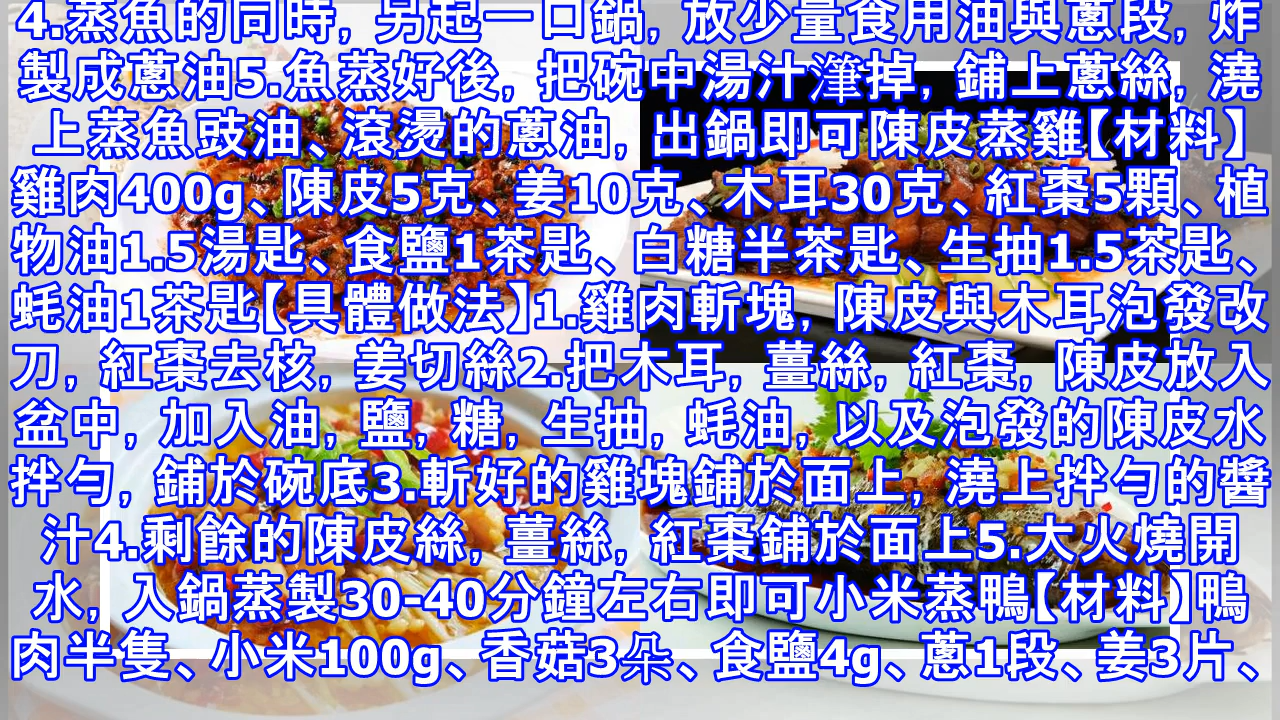 4.蒸魚的同時, 另起一口鍋, 放少量食用油與蔥段, 炸
製成蔥油5.魚蒸好後, 把碗中湯汁潷掉, 鋪上蔥絲, 澆
上蒸魚豉油、滾燙的蔥油, 出鍋即可陳皮蒸雞【材料】
雞肉400g、陳皮5克、姜10克、木耳30克、紅棗5顆、植
物油1.5湯匙、食鹽1茶匙、白糖半茶匙、生抽1.5茶匙、
蚝油1茶匙【具體做法】1.雞肉斬塊, 陳皮與木耳泡發改
刀, 紅棗去核, 姜切絲2.把木耳, 薑絲, 紅棗, 陳皮放入
盆中, 加入油, 鹽, 糖, 生抽, 蚝油, 以及泡發的陳皮水
拌勻, 鋪於碗底3.斬好的雞塊鋪於面上, 澆上拌勻的醬
汁4.剩餘的陳皮絲, 薑絲, 紅棗鋪於面上5.大火燒開
水, 入鍋蒸製30-40分鐘左右即可小米蒸鴨【材料】鴨
肉半隻、小米100g、香菇3朵、食鹽4g、蔥1段、姜3片、